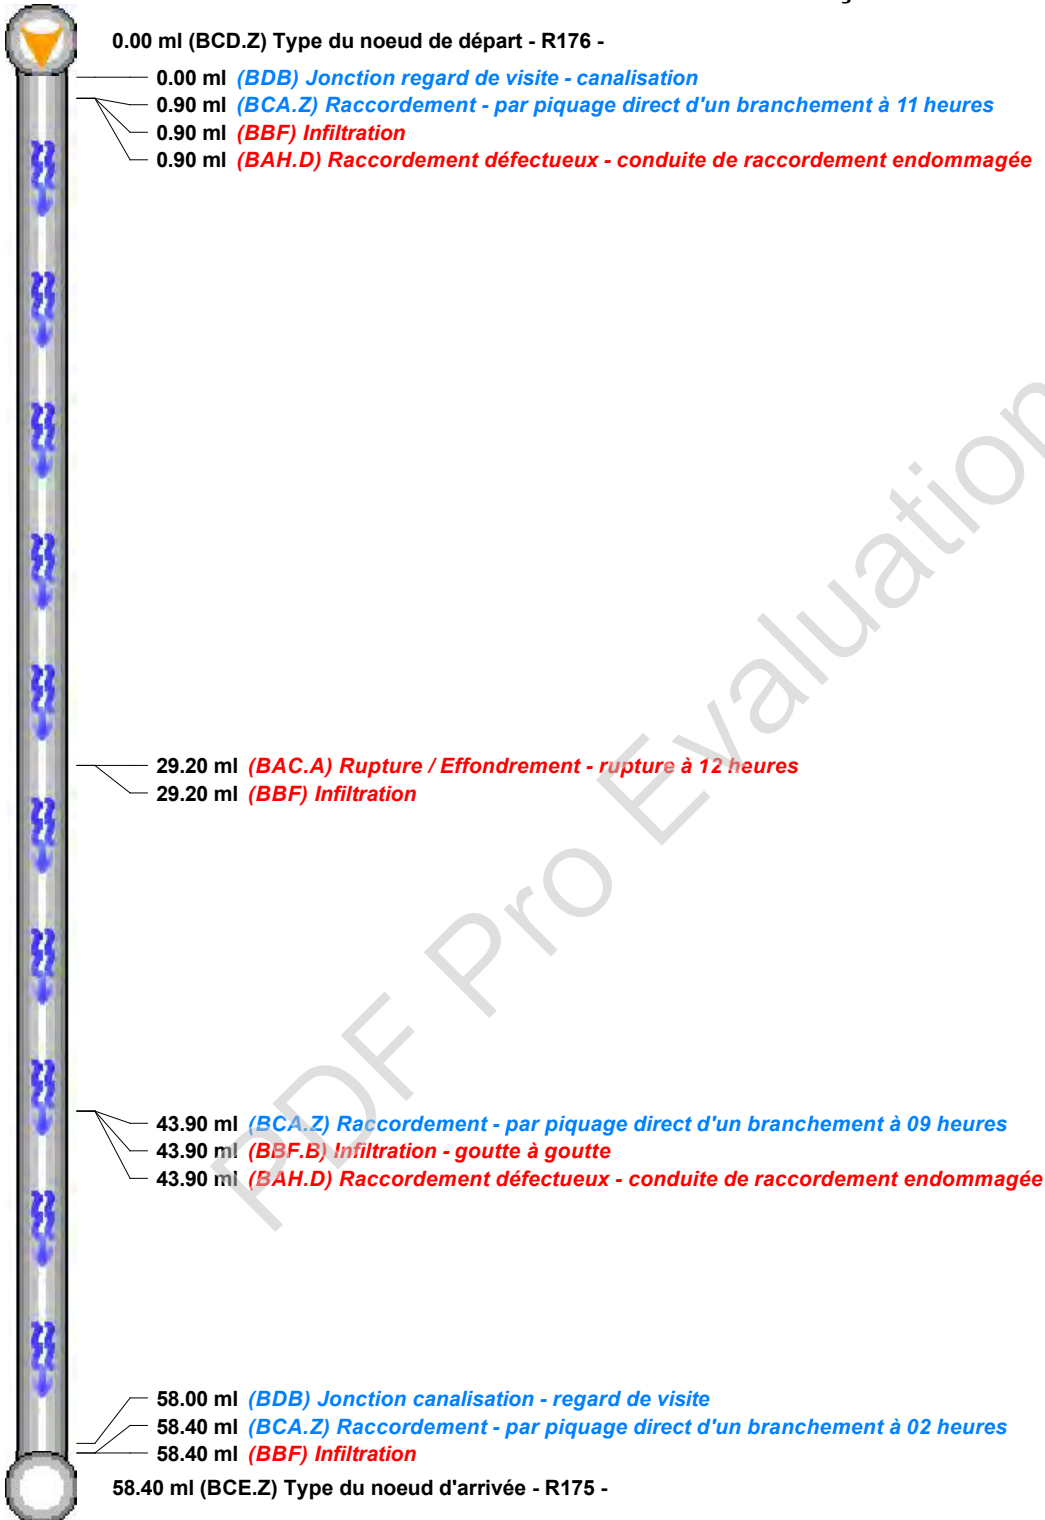 0.00 ml (BCD.Z) Type du noeud de départ - R176 -
0.00 ml (BDB) Jonction regard de visite - canalisation
0.90 ml (BCA.Z) Raccordement - par piquage direct d'un branchement à 11 heures
0.90 ml (BBF) Infiltration
0.90 ml (BAH.D) Raccordement défectueux - conduite de raccordement endommagée
29.20 ml (BAC.A) Rupture / Effondrement - rupture à 12 heures
29.20 ml (BBF) Infiltration
43.90 ml (BCA.Z) Raccordement - par piquage direct d'un branchement à 09 heures
43.90 ml (BBF.B) Infiltration - goutte à goutte
43.90 ml (BAH.D) Raccordement défectueux - conduite de raccordement endommagée
58.00 ml (BDB) Jonction canalisation - regard de visite
58.40 ml (BCA.Z) Raccordement - par piquage direct d'un branchement à 02 heures
58.40 ml (BBF) Infiltration
58.40 ml (BCE.Z) Type du noeud d'arrivée - R175 -
PDF Pro Evaluation